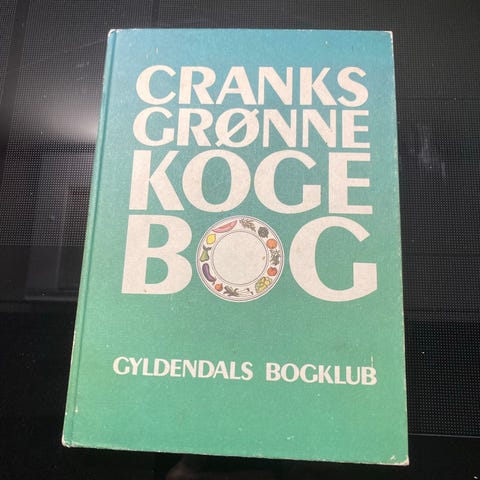 CRANKS
GRØNNE
KOGE
BOG
GYLDENDALS BOGKLUB